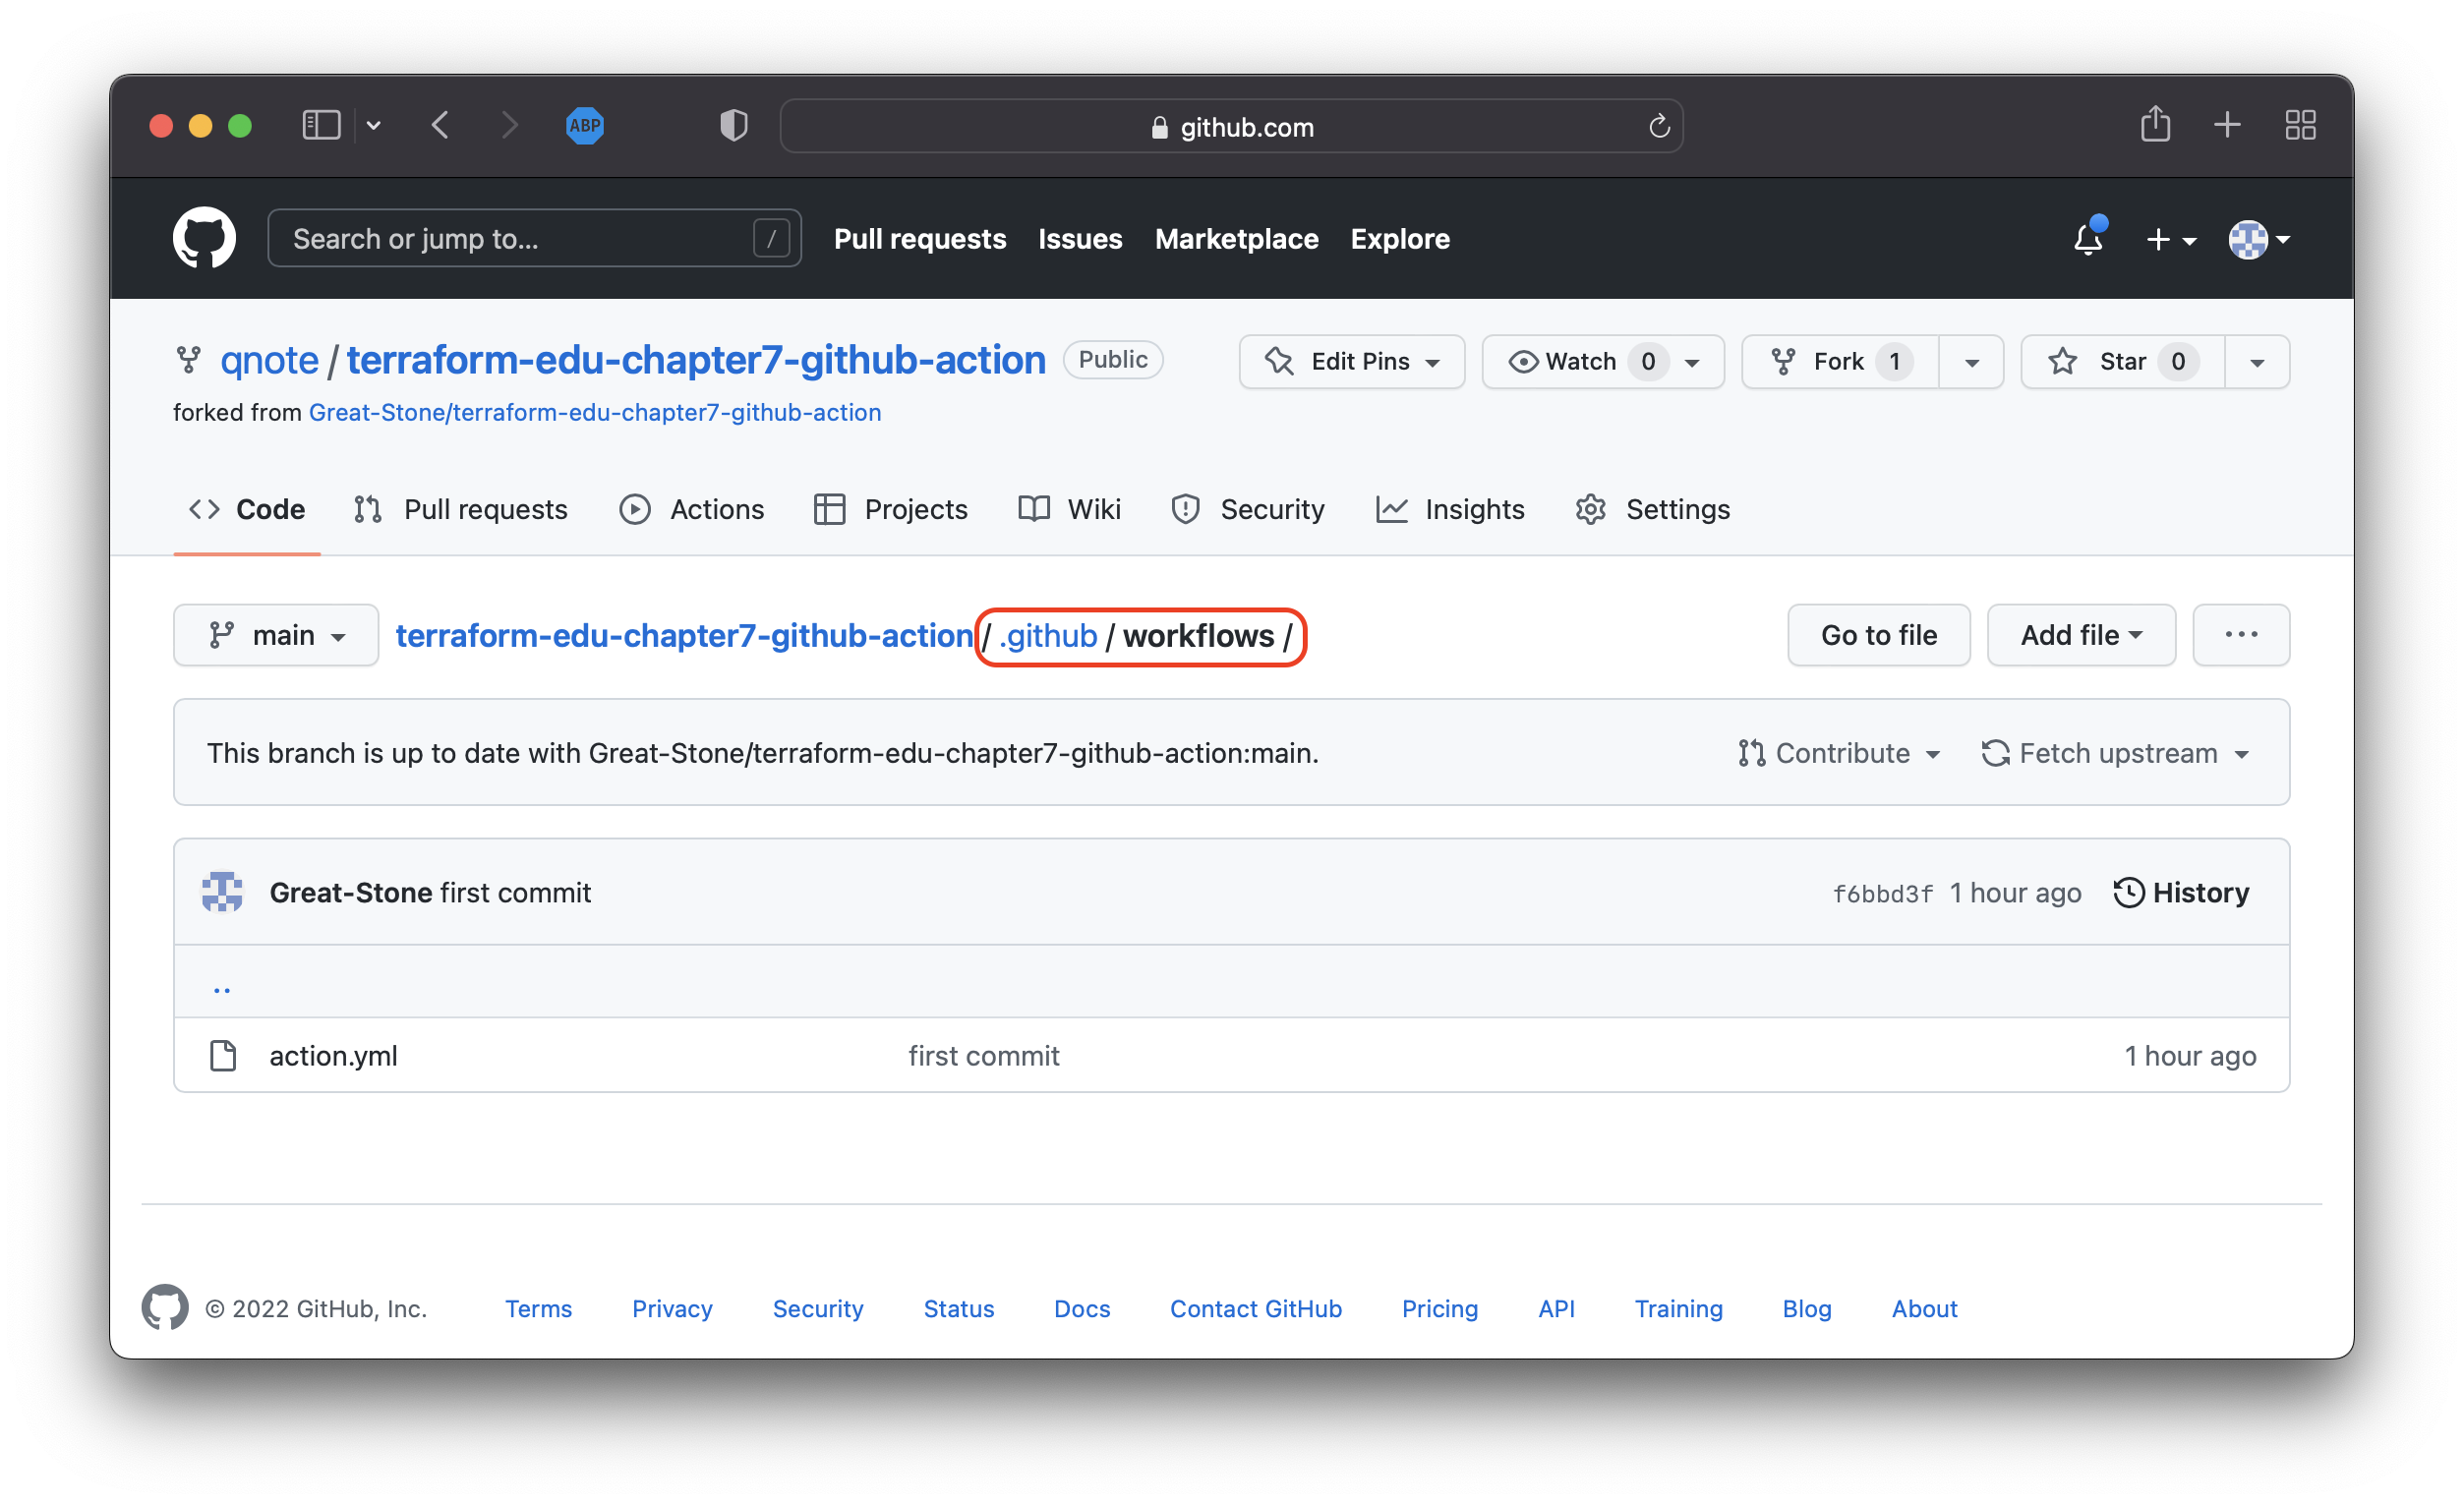 ABP
github.com
Search or jump to... / Pull requests Issues Marketplace Explore
qnote / terraform-edu-chapter7-github-action Public Edit Pins Watch 0 Fork 1 Star 0
forked from Great-Stone/terraform-edu-chapter7-github-action
Code Pull requests Actions Projects Wiki Security Insights Settings
main terraform-edu-chapter7-github-action / .github / workflows / Go to file Add file ...
This branch is up to date with Great-Stone/terraform-edu-chapter7-github-action:main. Contribute Fetch upstream
Great-Stone first commit f6bbd3f 1 hour ago History
..
action.yml first commit 1 hour ago
© 2022 GitHub, Inc. Terms Privacy Security Status Docs Contact GitHub Pricing API Training Blog About